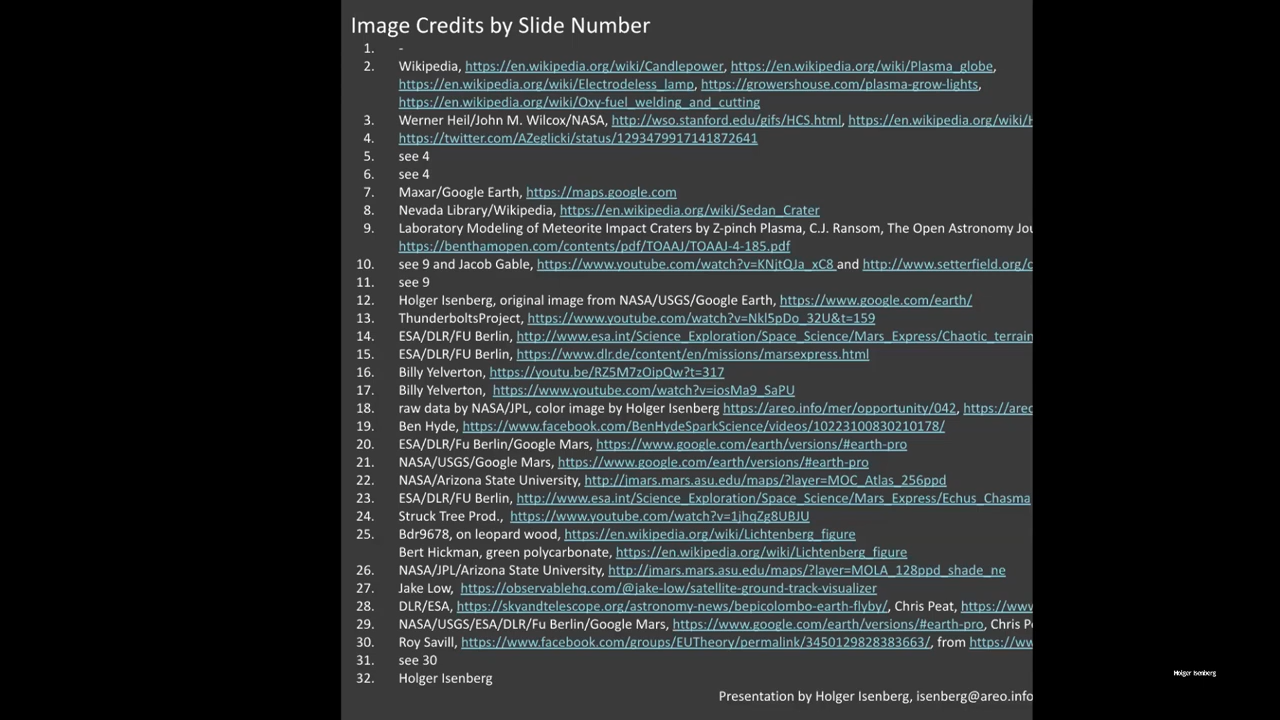 Image Credits by Slide Number
1. -
2. Wikipedia, https://en.wikipedia.org/wiki/Candlepower, https://en.wikipedia.org/wiki/Plasma_globe,
https://en.wikipedia.org/wiki/Electrodeless_lamp, https://growershouse.com/plasma-grow-lights,
https://en.wikipedia.org/wiki/Oxy-fuel_welding_and_cutting
3. Werner Heil/John M. Wilcox/NASA, http://wso.stanford.edu/gifs/HCS.html, https://en.wikipedia.org/wiki/H
4. https://twitter.com/AZeglicki/status/1293479917141872641
5. see 4
6. see 4
7. Maxar/Google Earth, https://maps.google.com
8. Nevada Library/Wikipedia, https://en.wikipedia.org/wiki/Sedan_Crater
9. Laboratory Modeling of Meteorite Impact Craters by Z-pinch Plasma, C.J. Ransom, The Open Astronomy Jou
https://benthamopen.com/contents/pdf/TOAAJ/TOAAJ-4-185.pdf
10. see 9 and Jacob Gable, https://www.youtube.com/watch?v=KNjtQJa_xC8 and http://www.setterfield.org/c
11. see 9
12. Holger Isenberg, original image from NASA/USGS/Google Earth, https://www.google.com/earth/
13. ThunderboltsProject, https://www.youtube.com/watch?v=Nkl5pDo_32U&t=159
14. ESA/DLR/FU Berlin, http://www.esa.int/Science_Exploration/Space_Science/Mars_Express/Chaotic_terrain
15. ESA/DLR/FU Berlin, https://www.dlr.de/content/en/missions/marsexpress.html
16. Billy Yelverton, https://youtu.be/RZ5M7zOipQw?t=317
17. Billy Yelverton, https://www.youtube.com/watch?v=iosMa9_SaPU
18. raw data by NASA/JPL, color image by Holger Isenberg https://areo.info/mer/opportunity/042, https://areo
19. Ben Hyde, https://www.facebook.com/BenHydeSparkScience/videos/10223100830210178/
20. ESA/DLR/Fu Berlin/Google Mars, https://www.google.com/earth/versions/#earth-pro
21. NASA/USGS/Google Mars, https://www.google.com/earth/versions/#earth-pro
22. NASA/Arizona State University, http://jmars.mars.asu.edu/maps/?layer=MOC_Atlas_256ppd
23. ESA/DLR/FU Berlin, http://www.esa.int/Science_Exploration/Space_Science/Mars_Express/Echus_Chasma
24. Struck Tree Prod., https://www.youtube.com/watch?v=1jhqZg8UBJU
25. Bdr9678, on leopard wood, https://en.wikipedia.org/wiki/Lichtenberg_figure
Bert Hickman, green polycarbonate, https://en.wikipedia.org/wiki/Lichtenberg_figure
26. NASA/JPL/Arizona State University, http://jmars.mars.asu.edu/maps/?layer=MOLA_128ppd_shade_ne
27. Jake Low, https://observablehq.com/@jake-low/satellite-ground-track-visualizer
28. DLR/ESA, https://skyandtelescope.org/astronomy-news/bepicolombo-earth-flyby/, Chris Peat, https://www
29. NASA/USGS/ESA/DLR/Fu Berlin/Google Mars, https://www.google.com/earth/versions/#earth-pro, Chris P
30. Roy Savill, https://www.facebook.com/groups/EUTheory/permalink/3450129828383663/, from https://ww
31. see 30
32. Holger Isenberg
Presentation by Holger Isenberg, isenberg@areo.info
Holger Isenberg